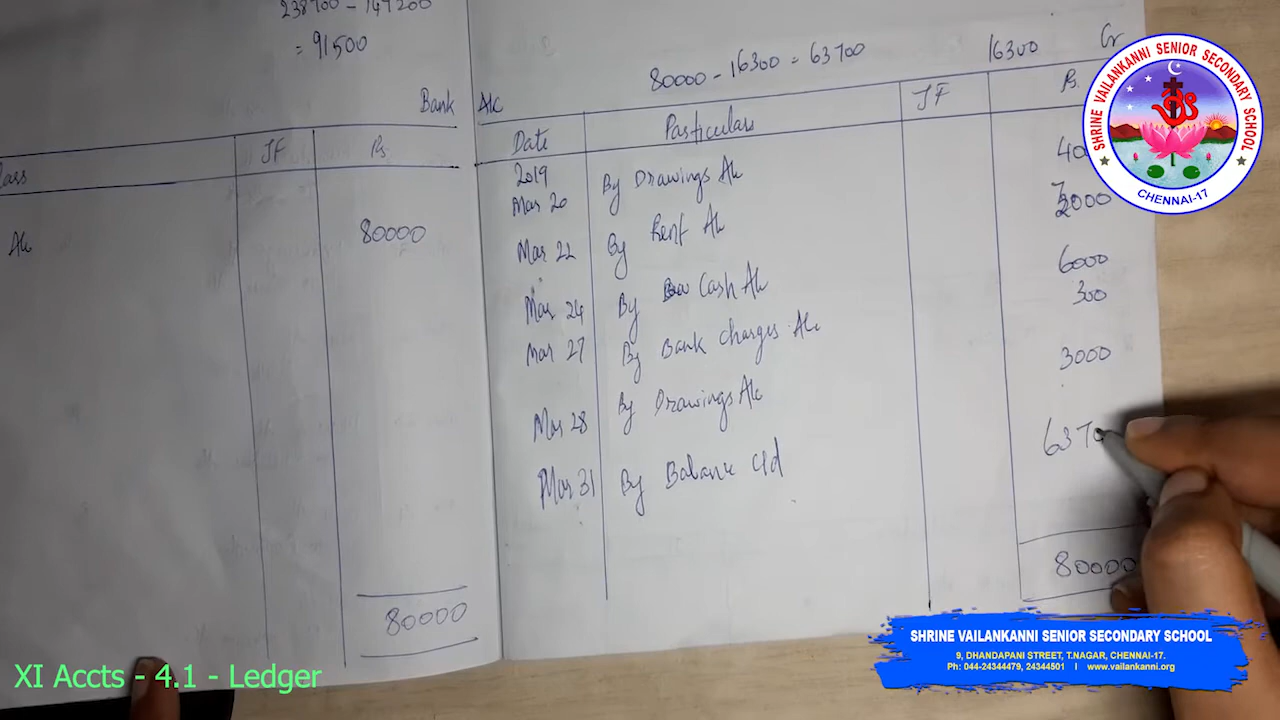 238700 - 147200
= 91500
80000 - 16300 = 63700
16300
Cr
Bank A/c
JF
Rs
80000
80000
Date
Particulars
JF
Rs.
2019
Mar 20 By Drawings A/c
Mar 22 By Rent A/c 2000
Mar 24 By Cash A/c 6000
Mar 27 By Bank Charges A/c 300
Mar 28 By Drawings A/c 3000
Mar 31 By Balance c/d 6370
80000
SHRINE VAILANKANNI SENIOR SECONDARY SCHOOL
CHENNAI-17
SHRINE VAILANKANNI SENIOR SECONDARY SCHOOL
9, DHANDAPANI STREET, T.NAGAR, CHENNAI-17.
Ph: 044-24344479, 24344501 I www.vailankanni.org
XI Accts - 4.1 - Ledger